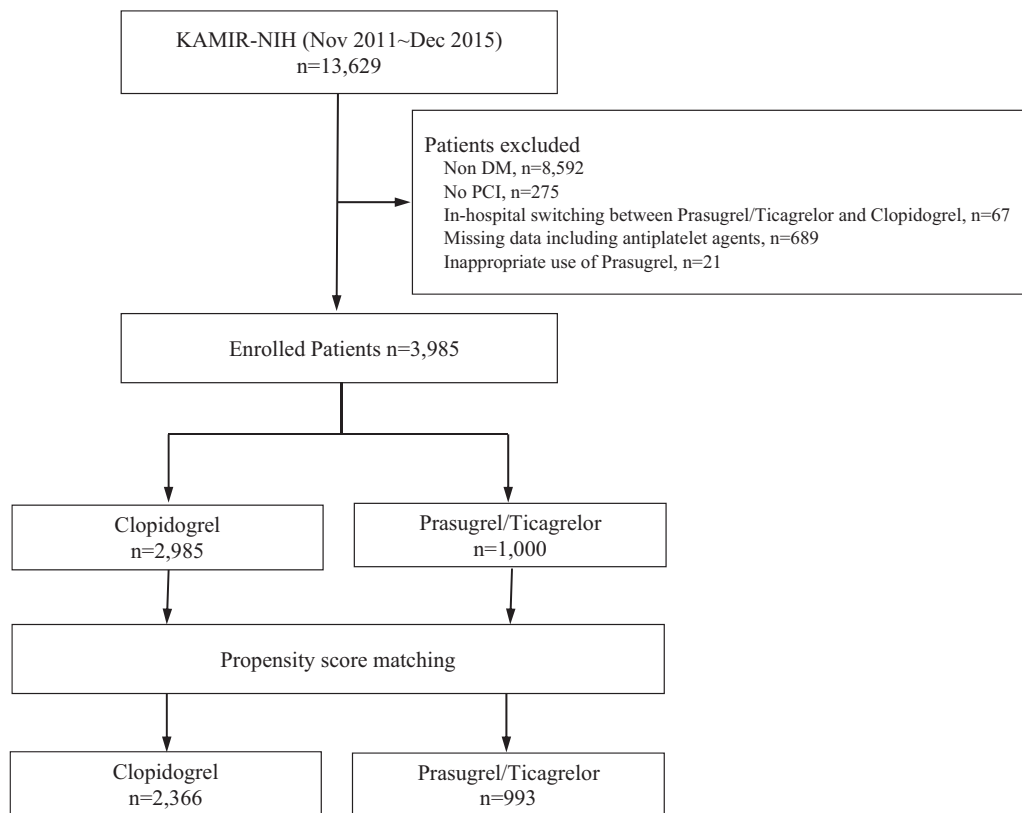 KAMIR-NIH (Nov 2011~Dec 2015)
n=13,629
Patients excluded
Non DM, n=8,592
No PCI, n=275
In-hospital switching between Prasugrel/Ticagrelor and Clopidogrel, n=67
Missing data including antiplatelet agents, n=689
Inappropriate use of Prasugrel, n=21
Enrolled Patients n=3,985
Clopidogrel
n=2,985
Prasugrel/Ticagrelor
n=1,000
Propensity score matching
Clopidogrel
n=2,366
Prasugrel/Ticagrelor
n=993